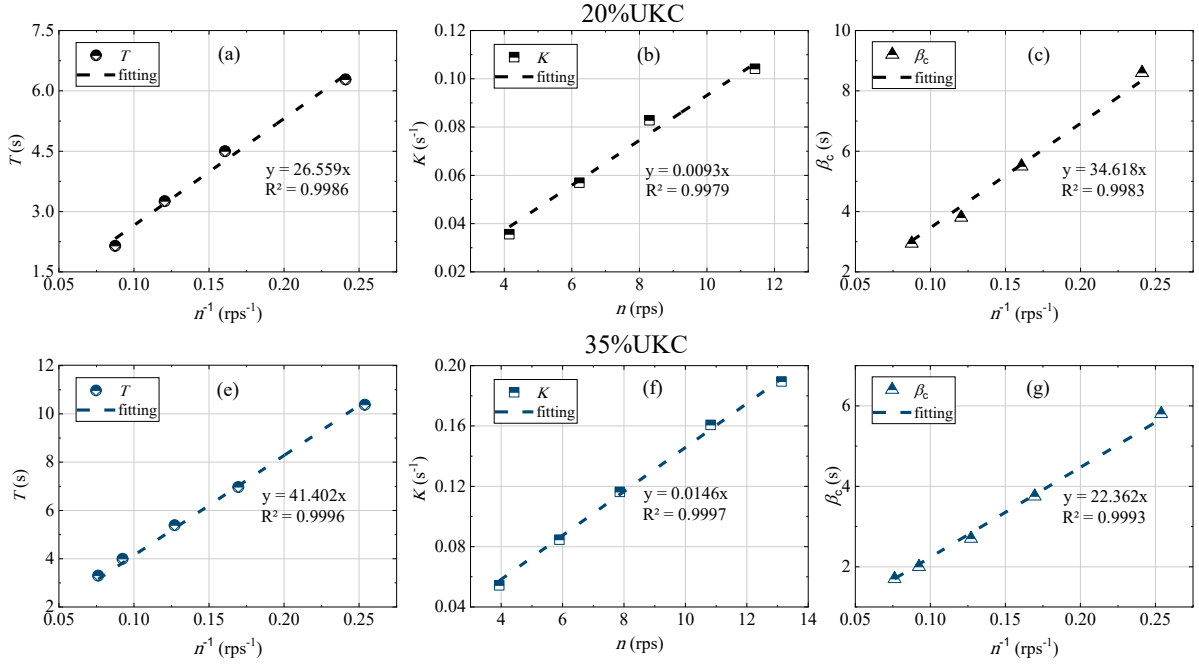 20%UKC
7.5
6.0
4.5
3.0
1.5
T (s)
T
fitting
(a)
y = 26.559x
R² = 0.9986
0.05
0.10
0.15
0.20
0.25
n⁻¹ (rps⁻¹)
0.10
0.08
0.06
0.04
0.02
K (s⁻¹)
K
fitting
(b)
y = 0.0093x
R² = 0.9979
4
6
8
10
12
n (rps)
10
8
6
4
2
β_c (s)
β_c
fitting
(c)
y = 34.618x
R² = 0.9983
0.05
0.10
0.15
0.20
0.25
n⁻¹ (rps⁻¹)
35%UKC
12
10
8
6
4
2
T (s)
T
fitting
(e)
y = 41.402x
R² = 0.9996
0.05
0.10
0.15
0.20
0.25
n⁻¹ (rps⁻¹)
0.20
0.16
0.12
0.08
0.04
K (s⁻¹)
K
fitting
(f)
y = 0.0146x
R² = 0.9997
4
6
8
10
12
14
n (rps)
6
4
2
β_c (s)
β_c
fitting
(g)
y = 22.362x
R² = 0.9993
0.05
0.10
0.15
0.20
0.25
n⁻¹ (rps⁻¹)